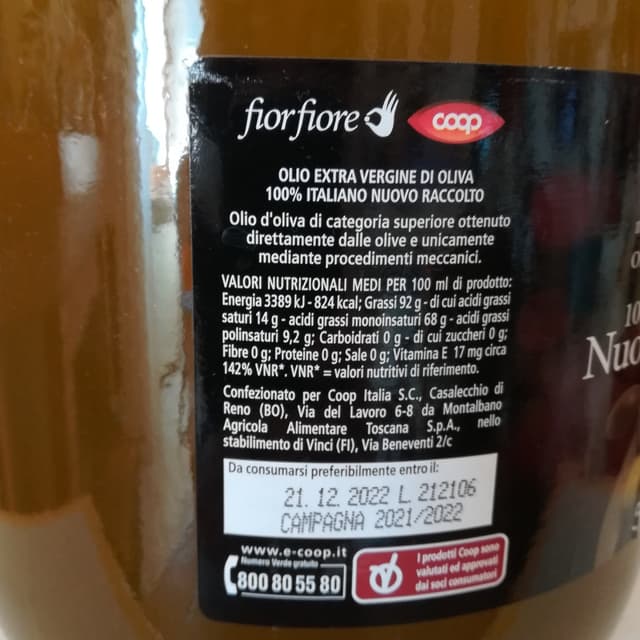 fiorfiore coop
OLIO EXTRA VERGINE DI OLIVA
100% ITALIANO NUOVO RACCOLTO
Olio d'oliva di categoria superiore ottenuto
direttamente dalle olive e unicamente
mediante procedimenti meccanici.
VALORI NUTRIZIONALI MEDI PER 100 ml di prodotto:
Energia 3389 kJ - 824 kcal; Grassi 92 g - di cui acidi grassi
saturi 14 g - acidi grassi monoinsaturi 68 g - acidi grassi
polinsaturi 9,2 g; Carboidrati 0 g - di cui zuccheri 0 g;
Fibre 0 g; Proteine 0 g; Sale 0 g; Vitamina E 17 mg circa
142% VNR*. VNR* = valori nutritivi di riferimento.
Confezionato per Coop Italia S.C., Casalecchio di
Reno (BO), Via del Lavoro 6-8 da Montalbano
Agricola Alimentare Toscana S.p.A., nello
stabilimento di Vinci (FI), Via Beneventi 2/c
Da consumarsi preferibilmente entro il:
21. 12. 2022 L. 212106
CAMPAGNA 2021/2022
www.e-coop.it
Numero Verde gratuito
800 80 55 80
I prodotti Coop sono
valutati ed approvati
dai soci consumatori